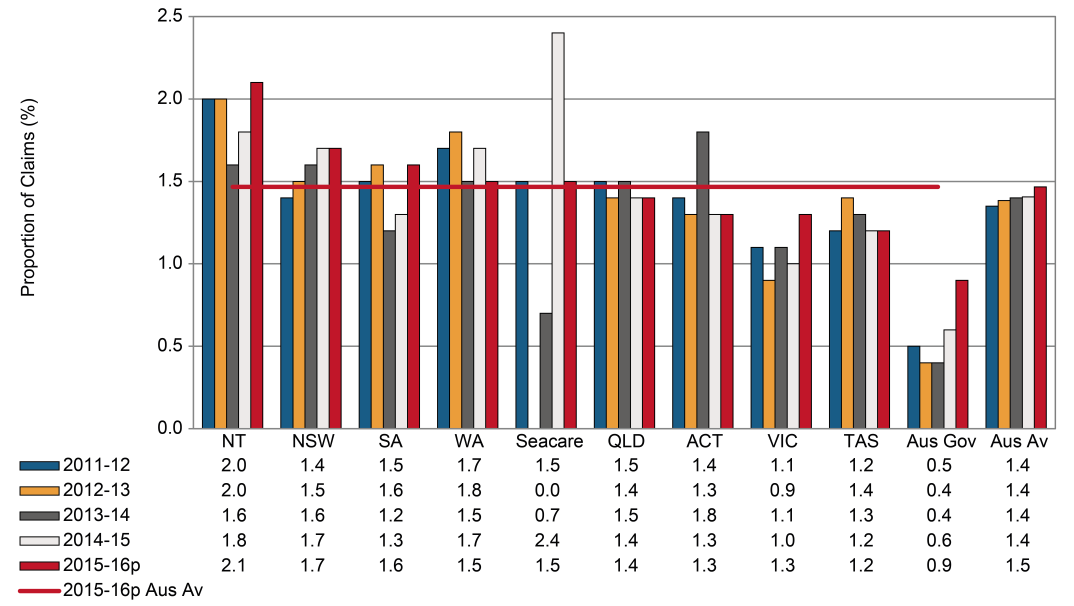 Proportion of Claims (%)
2.5
2.0
1.5
1.0
0.5
0.0
NT NSW SA WA Seacare QLD ACT VIC TAS Aus Gov Aus Av
2011-12 2.0 1.4 1.5 1.7 1.5 1.5 1.4 1.1 1.2 0.5 1.4
2012-13 2.0 1.5 1.6 1.8 0.0 1.4 1.3 0.9 1.4 0.4 1.4
2013-14 1.6 1.6 1.2 1.5 0.7 1.5 1.8 1.1 1.3 0.4 1.4
2014-15 1.8 1.7 1.3 1.7 2.4 1.4 1.3 1.0 1.2 0.6 1.4
2015-16p 2.1 1.7 1.6 1.5 1.5 1.4 1.3 1.3 1.2 0.9 1.5
2015-16p Aus Av